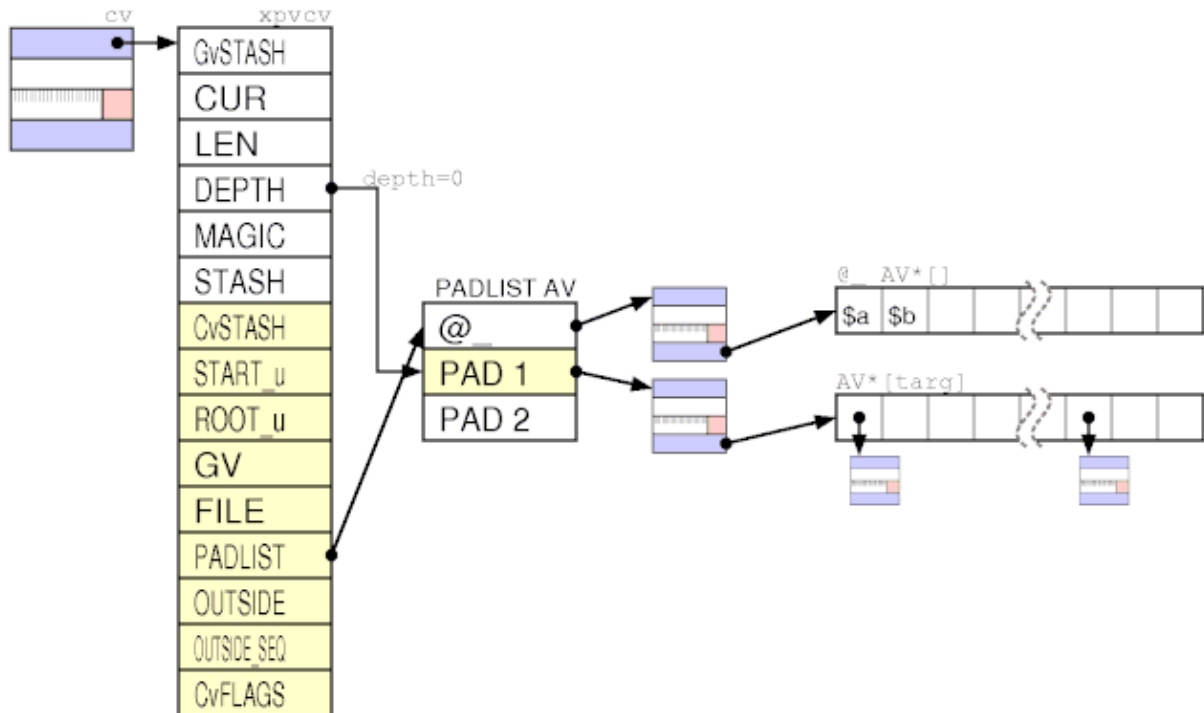 cv
xpvcv
GvSTASH
CUR
LEN
DEPTH
MAGIC
STASH
CvSTASH
START_u
ROOT_u
GV
FILE
PADLIST
OUTSIDE
OUTSIDE_SEQ
CvFLAGS
depth=0
PADLIST AV
@_
PAD 1
PAD 2
@_ AV*[]
$a $b
AV*[targ]